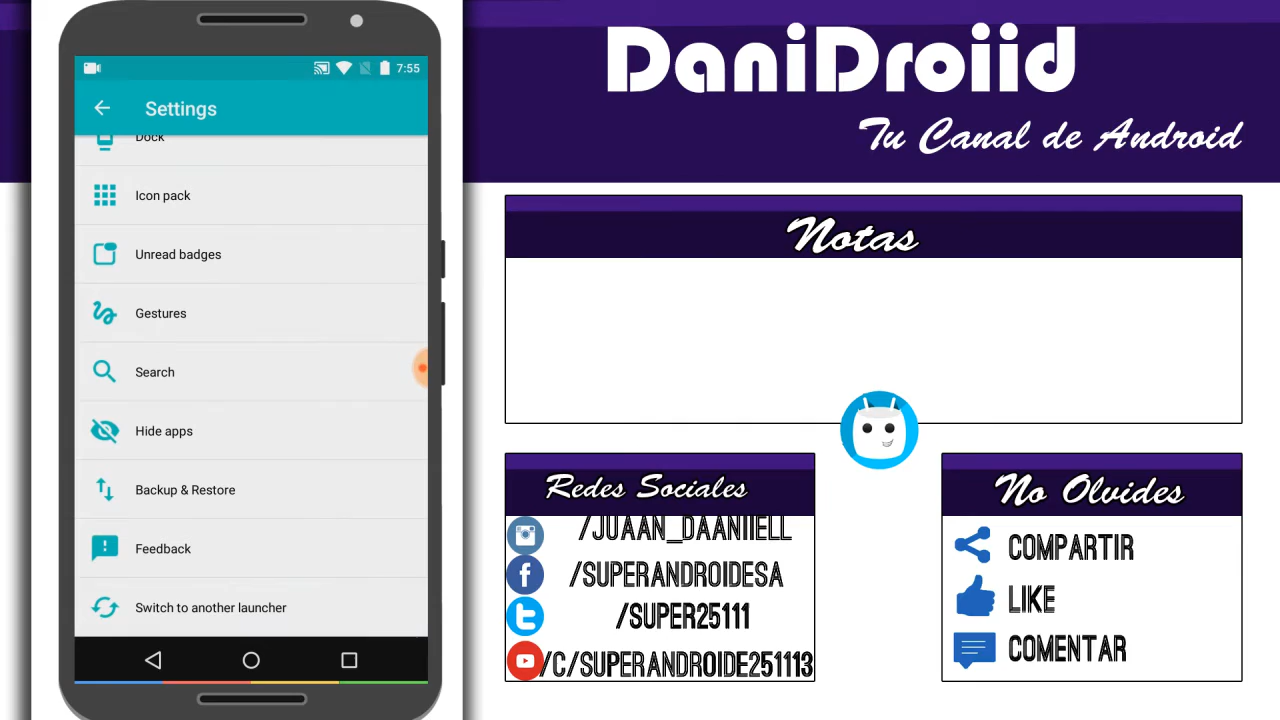 7:55
Settings
Dock
Icon pack
Unread badges
Gestures
Search
Hide apps
Backup & Restore
Feedback
Switch to another launcher
DaniDroiid
Tu Canal de Android
Notas
Redes Sociales
/JUAAN_DAANIIELL
/SUPERANDROIDESA
/SUPER25111
/C/SUPERANDROIDE251113
No Olvides
COMPARTIR
LIKE
COMENTAR